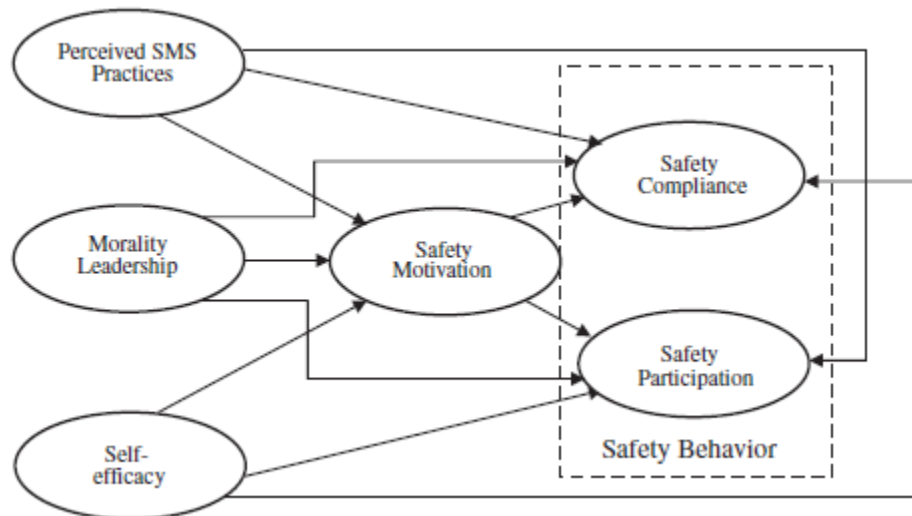 Perceived SMS
Practices
Safety
Compliance
Morality
Leadership
Safety
Motivation
Safety
Participation
Self-
efficacy
Safety Behavior